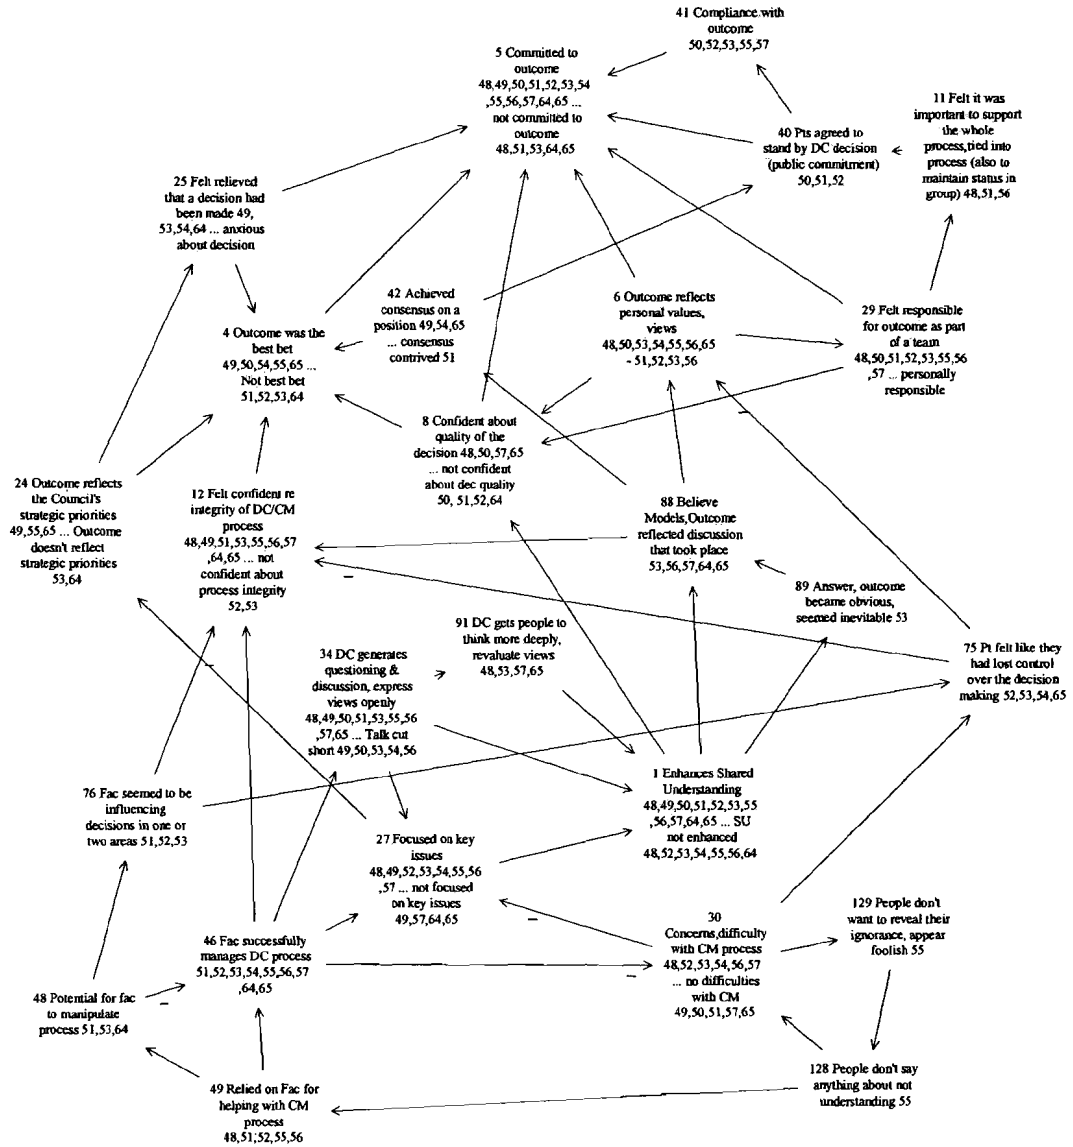 41 Compliance with
outcome
50,52,53,55,57
5 Committed to
outcome
48,49,50,51,52,53,54
,55,56,57,64,65 ...
not committed to
outcome
48,51,53,64,65
11 Felt it was
important to support
the whole
process,tied into
process (also to
maintain status in
group) 48,51,56
40 Pts agreed to
stand by DC decision
(public commitment)
50,51,52
25 Felt relieved
that a decision had
been made 49,
53,54,64 ... anxious
about decision
42 Achieved
consensus on a
position 49,54,65
... consensus
contrived 51
6 Outcome reflects
personal values,
views
48,50,53,54,55,56,65
- 51,52,53,56
29 Felt responsible
for outcome as part
of a team
48,50,51,52,53,55,56
,57 ... personally
responsible
4 Outcome was the
best bet
49,50,54,55,65 ...
Not best bet
51,52,53,64
8 Confident about
quality of the
decision 48,50,57,65
... not confident
about dec quality
50, 51,52,64
24 Outcome reflects
the Council's
strategic priorities
49,55,65 ... Outcome
doesn't reflect
strategic priorities
53,64
12 Felt confident re
integrity of DC/CM
process
48,49,51,53,55,56,57
,64,65 ... not
confident about
process integrity
52,53
88 Believe
Models,Outcome
reflected discussion
that took place
53,56,57,64,65
89 Answer, outcome
became obvious,
seemed inevitable 53
91 DC gets people to
think more deeply,
revaluate views
48,53,57,65
75 Pt felt like they
had lost control
over the decision
making 52,53,54,65
34 DC generates
questioning &
discussion, express
views openly
48,49,50,51,53,55,56
,57,65 ... Talk cut
short 49,50,53,54,56
1 Enhances Shared
Understanding
48,49,50,51,52,53,55
,56,57,64,65 ... SU
not enhanced
48,52,53,54,55,56,64
76 Fac seemed to be
influencing
decisions in one or
two areas 51,52,53
27 Focused on key
issues
48,49,52,53,54,55,56
,57 ... not focused
on key issues
49,57,64,65
129 People don't
want to reveal their
ignorance, appear
foolish 55
30
Concerns,difficulty
with CM process
48,52,53,54,56,57
... no difficulties
with CM
49,50,51,57,65
46 Fac successfully
manages DC process
51,52,53,54,55,56,57
,64,65
48 Potential for fac
to manipulate
process 51,53,64
128 People don't say
anything about not
understanding 55
49 Relied on Fac for
helping with CM
process
48,51,52,55,56